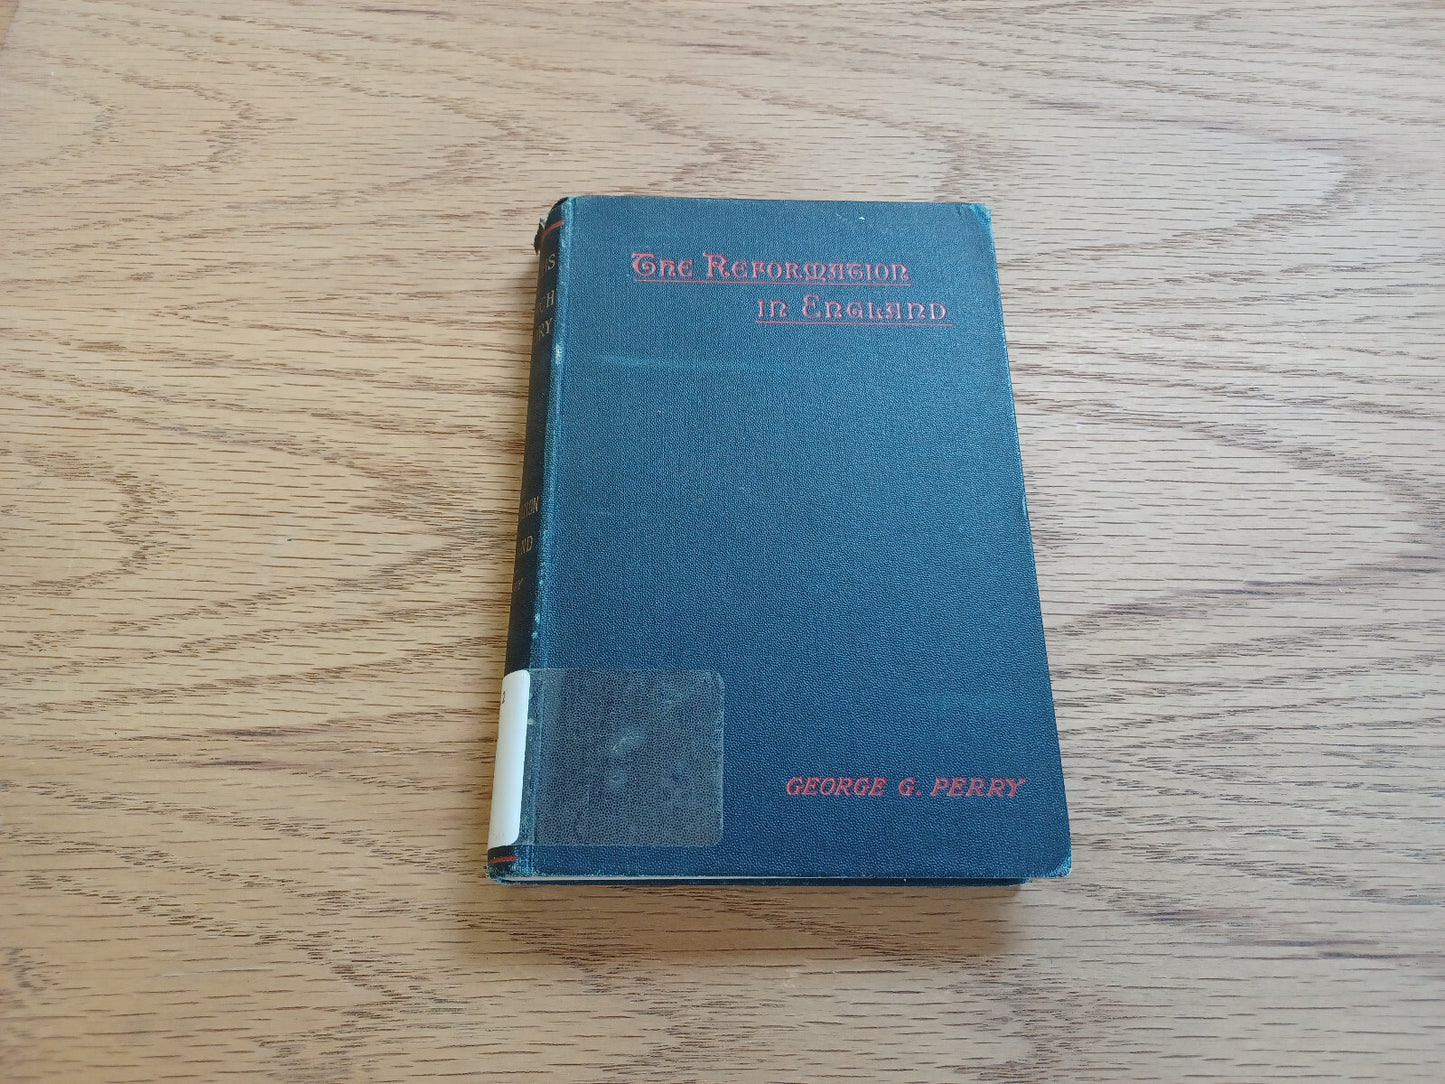 The Reformation
in England
GEORGE G. PERRY